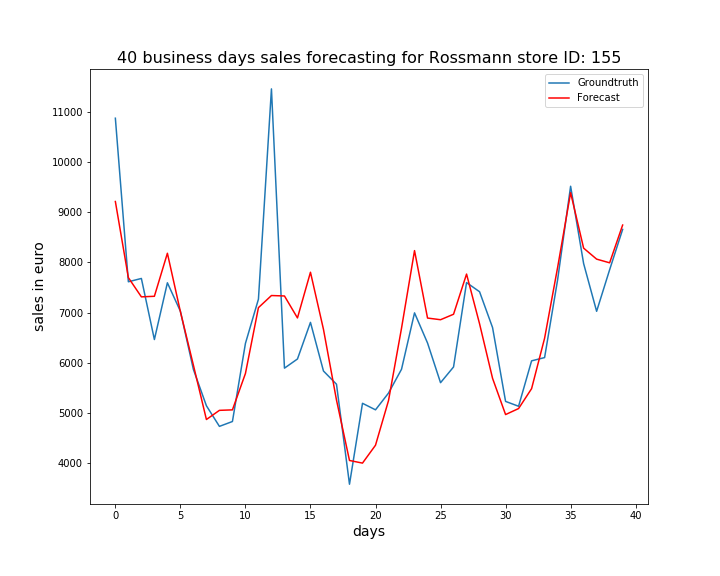 40 business days sales forecasting for Rossmann store ID: 155
Groundtruth
Forecast
11000
10000
9000
8000
7000
6000
5000
4000
sales in euro
0 5 10 15 20 25 30 35 40
days